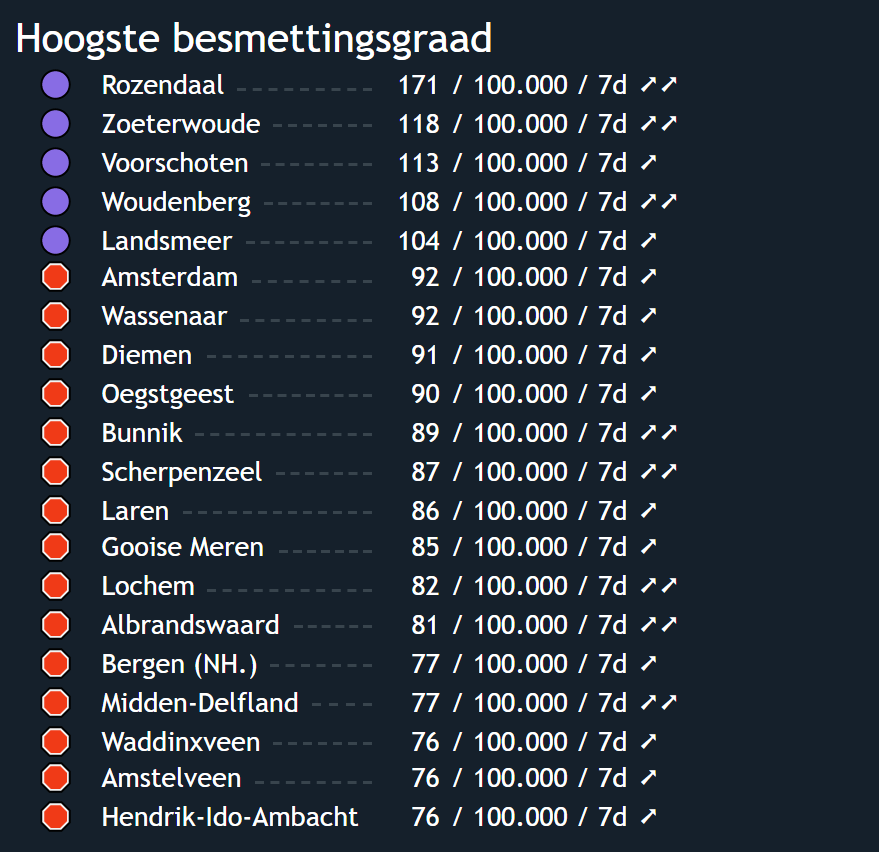 Hoogste besmettingsgraad
Rozendaal 171 / 100.000 / 7d ➚➚
Zoeterwoude 118 / 100.000 / 7d ➚➚
Voorschoten 113 / 100.000 / 7d ➚
Woudenberg 108 / 100.000 / 7d ➚➚
Landsmeer 104 / 100.000 / 7d ➚
Amsterdam 92 / 100.000 / 7d ➚
Wassenaar 92 / 100.000 / 7d ➚
Diemen 91 / 100.000 / 7d ➚
Oegstgeest 90 / 100.000 / 7d ➚
Bunnik 89 / 100.000 / 7d ➚➚
Scherpenzeel 87 / 100.000 / 7d ➚➚
Laren 86 / 100.000 / 7d ➚
Gooise Meren 85 / 100.000 / 7d ➚
Lochem 82 / 100.000 / 7d ➚➚
Albrandswaard 81 / 100.000 / 7d ➚➚
Bergen (NH.) 77 / 100.000 / 7d ➚
Midden-Delfland 77 / 100.000 / 7d ➚➚
Waddinxveen 76 / 100.000 / 7d ➚
Amstelveen 76 / 100.000 / 7d ➚
Hendrik-Ido-Ambacht 76 / 100.000 / 7d ➚